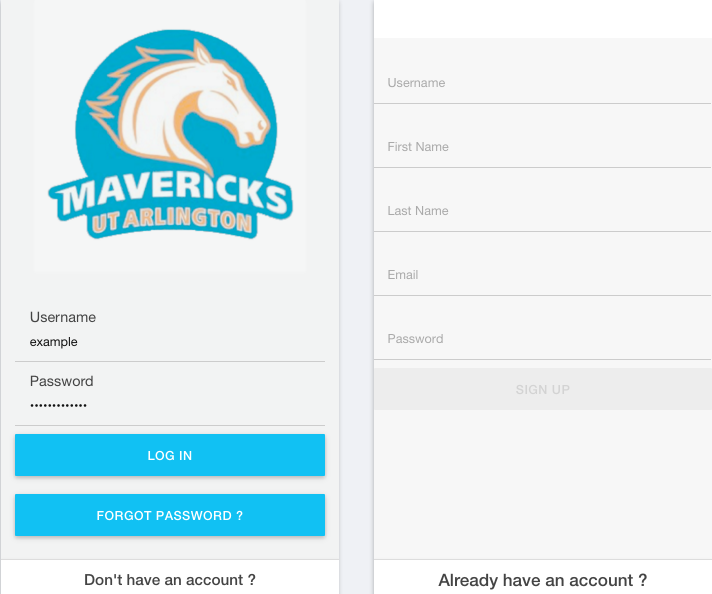 MAVERICKS
UT ARLINGTON
Username
example
Password
•••••••••••••
LOG IN
FORGOT PASSWORD ?
Don't have an account ?
Username
First Name
Last Name
Email
Password
SIGN UP
Already have an account ?